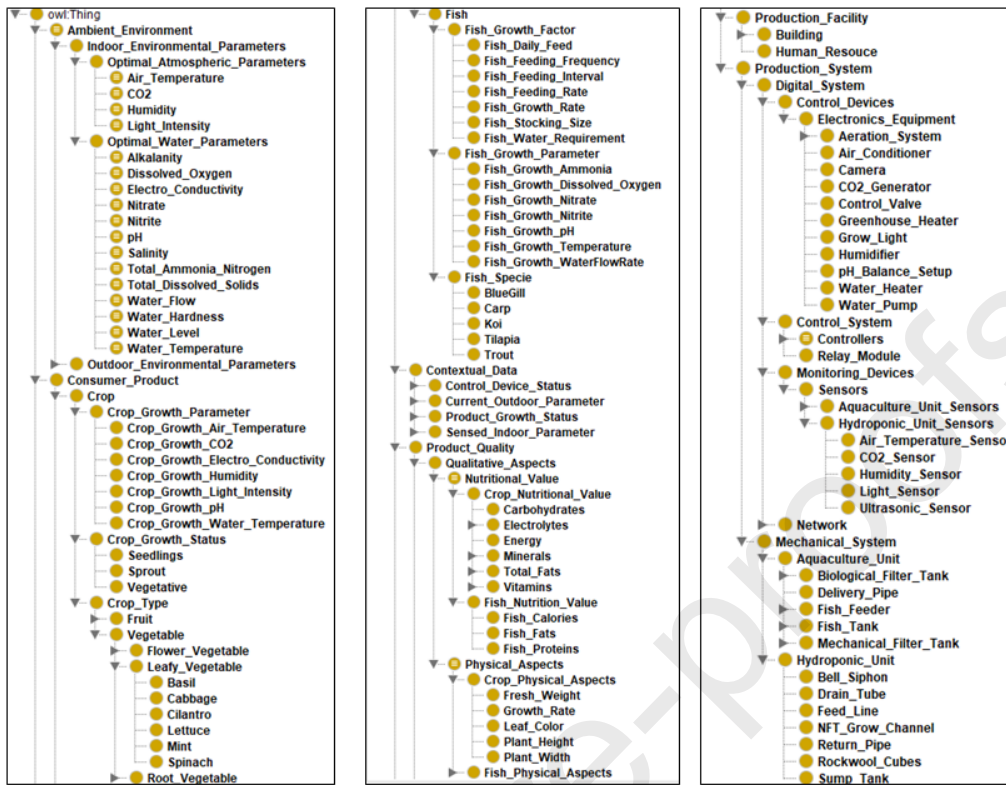 owl:Thing
Ambient_Environment
Indoor_Environmental_Parameters
Optimal_Atmospheric_Parameters
Air_Temperature
CO2
Humidity
Light_Intensity
Optimal_Water_Parameters
Alkalanity
Dissolved_Oxygen
Electro_Conductivity
Nitrate
Nitrite
pH
Salinity
Total_Ammonia_Nitrogen
Total_Dissolved_Solids
Water_Flow
Water_Hardness
Water_Level
Water_Temperature
Outdoor_Environmental_Parameters
Consumer_Product
Crop
Crop_Growth_Parameter
Crop_Growth_Air_Temperature
Crop_Growth_CO2
Crop_Growth_Electro_Conductivity
Crop_Growth_Humidity
Crop_Growth_Light_Intensity
Crop_Growth_pH
Crop_Growth_Water_Temperature
Crop_Growth_Status
Seedlings
Sprout
Vegetative
Crop_Type
Fruit
Vegetable
Flower_Vegetable
Leafy_Vegetable
Basil
Cabbage
Cilantro
Lettuce
Mint
Spinach
Root_Vegetable
Fish
Fish_Growth_Factor
Fish_Daily_Feed
Fish_Feeding_Frequency
Fish_Feeding_Interval
Fish_Feeding_Rate
Fish_Growth_Rate
Fish_Stocking_Size
Fish_Water_Requirement
Fish_Growth_Parameter
Fish_Growth_Ammonia
Fish_Growth_Dissolved_Oxygen
Fish_Growth_Nitrate
Fish_Growth_Nitrite
Fish_Growth_pH
Fish_Growth_Temperature
Fish_Growth_WaterFlowRate
Fish_Specie
BlueGill
Carp
Koi
Tilapia
Trout
Contextual_Data
Control_Device_Status
Current_Outdoor_Parameter
Product_Growth_Status
Sensed_Indoor_Parameter
Product_Quality
Qualitative_Aspects
Nutritional_Value
Crop_Nutritional_Value
Carbohydrates
Electrolytes
Energy
Minerals
Total_Fats
Vitamins
Fish_Nutrition_Value
Fish_Calories
Fish_Fats
Fish_Proteins
Physical_Aspects
Crop_Physical_Aspects
Fresh_Weight
Growth_Rate
Leaf_Color
Plant_Height
Plant_Width
Fish_Physical_Aspects
Production_Facility
Building
Human_Resouce
Production_System
Digital_System
Control_Devices
Electronics_Equipment
Aeration_System
Air_Conditioner
Camera
CO2_Generator
Control_Valve
Greenhouse_Heater
Grow_Light
Humidifier
pH_Balance_Setup
Water_Heater
Water_Pump
Control_System
Controllers
Relay_Module
Monitoring_Devices
Sensors
Aquaculture_Unit_Sensors
Hydroponic_Unit_Sensors
Air_Temperature_Senso
CO2_Sensor
Humidity_Sensor
Light_Sensor
Ultrasonic_Sensor
Network
Mechanical_System
Aquaculture_Unit
Biological_Filter_Tank
Delivery_Pipe
Fish_Feeder
Fish_Tank
Mechanical_Filter_Tank
Hydroponic_Unit
Bell_Siphon
Drain_Tube
Feed_Line
NFT_Grow_Channel
Return_Pipe
Rockwool_Cubes
Sump_Tank
e-proofs